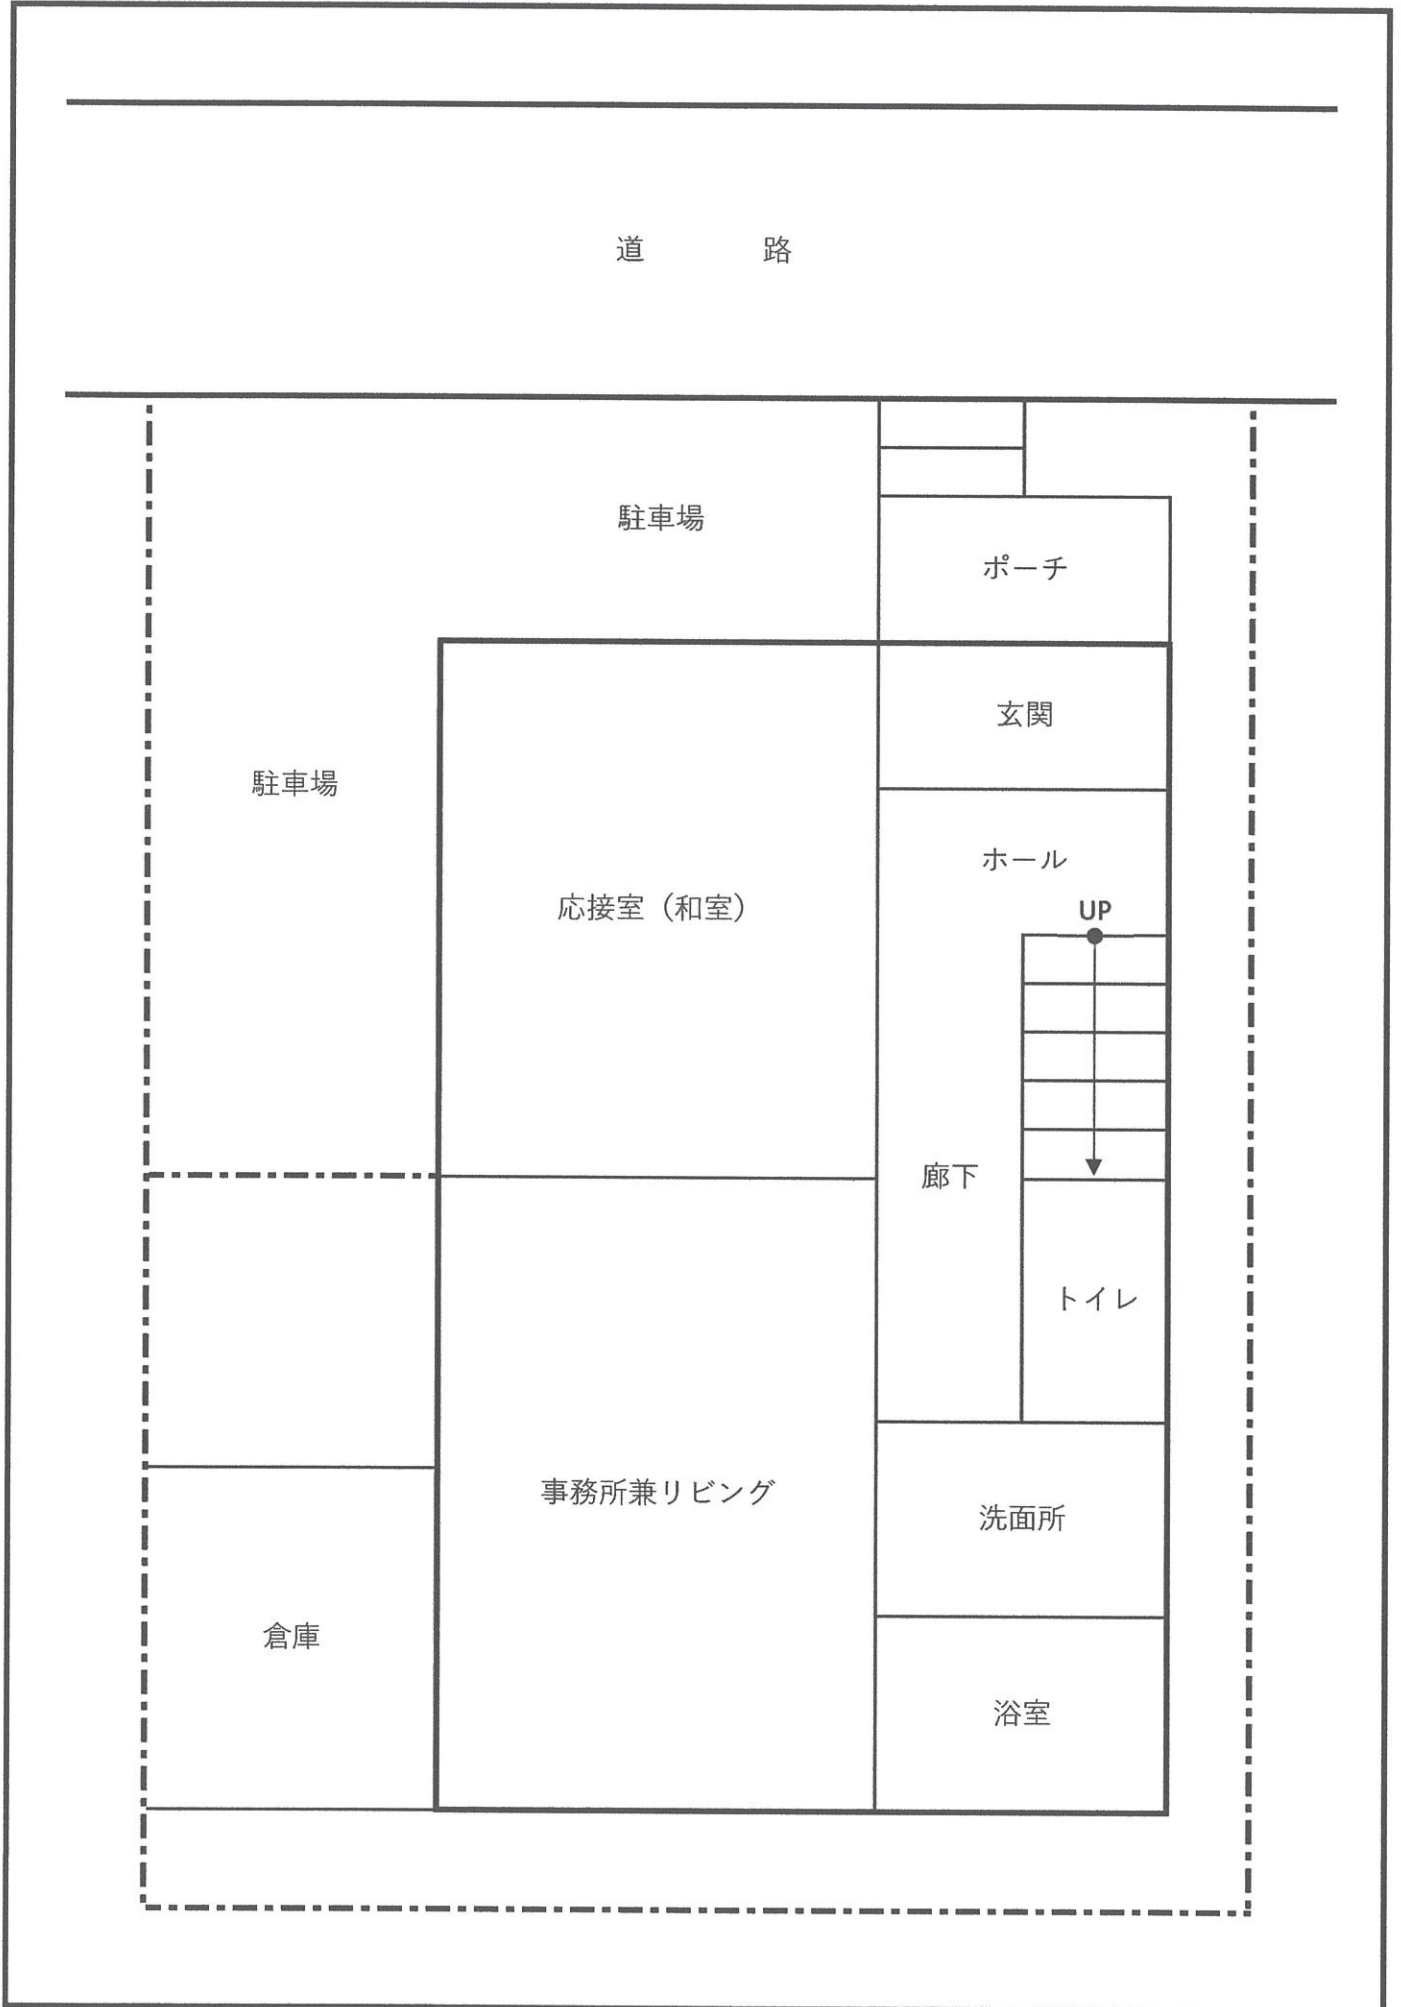 道　　路
駐車場
ポーチ
玄関
駐車場
ホール
応接室（和室）
UP
廊下
トイレ
事務所兼リビング
洗面所
倉庫
浴室